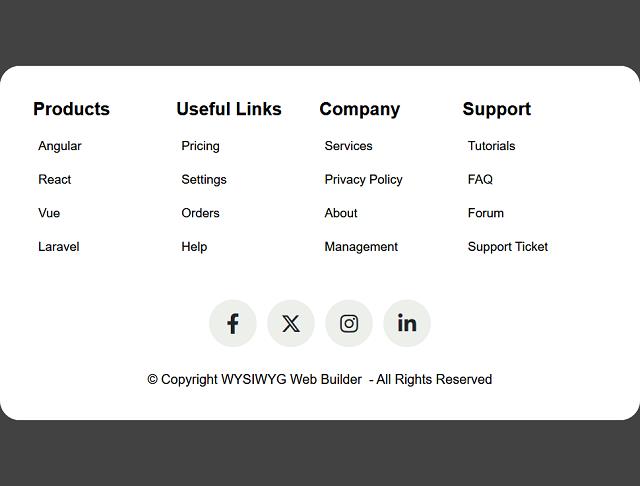 Products
Angular
React
Vue
Laravel
Useful Links
Pricing
Settings
Orders
Help
Company
Services
Privacy Policy
About
Management
Support
Tutorials
FAQ
Forum
Support Ticket
© Copyright WYSIWYG Web Builder - All Rights Reserved